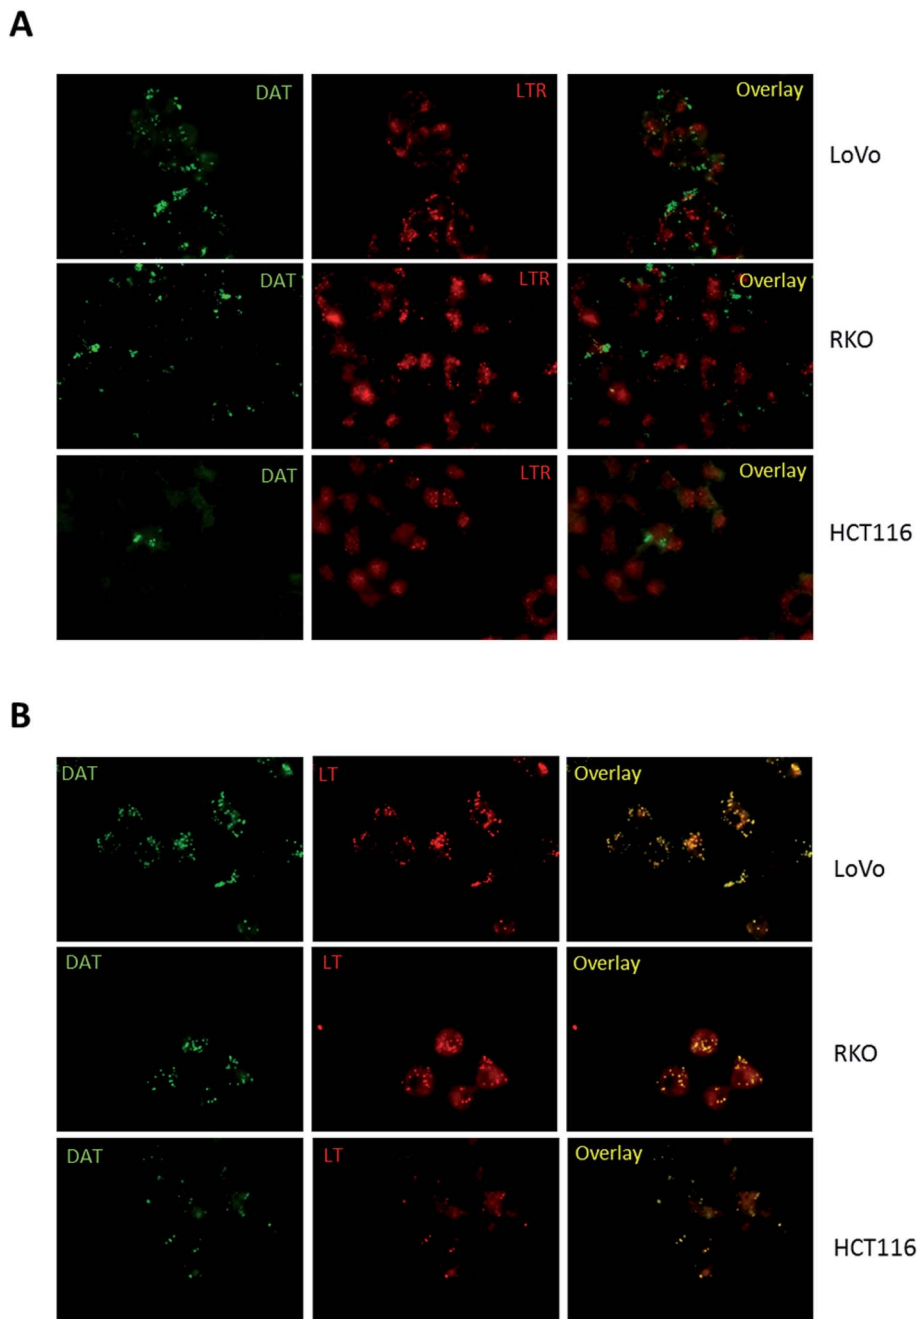 A
DAT LTR Overlay LoVo
DAT LTR Overlay RKO
DAT LTR Overlay HCT116
B
DAT LT Overlay LoVo
DAT LT Overlay RKO
DAT LT Overlay HCT116